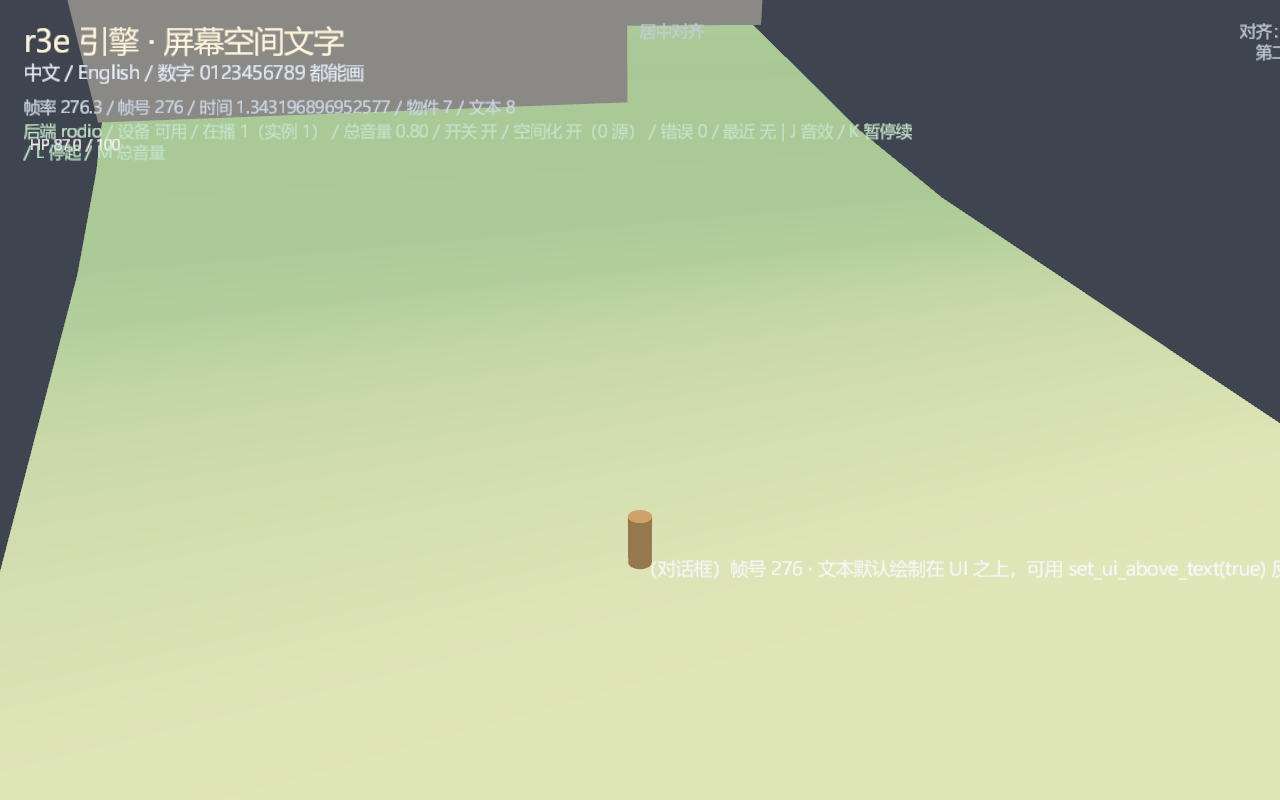 r3e 引擎 · 屏幕空间文字
居中对齐
对齐:
第二
中文 / English / 数字 0123456789 都能画
帧率 276.3 / 帧号 276 / 时间 1.343196896952577 / 物件 7 / 文本 8
后端 rodio / 设备 可用 / 在播 1（实例 1） / 总音量 0.80 / 开关 开 / 空间化 开（0 源） / 错误 0 / 最近 无 | J 音效 / K 暂停续
/ L 停起 / M 总音量
HP 870 / 100
（对话框）帧号 276 · 文本默认绘制在 UI 之上，可用 set_ui_above_text(true)